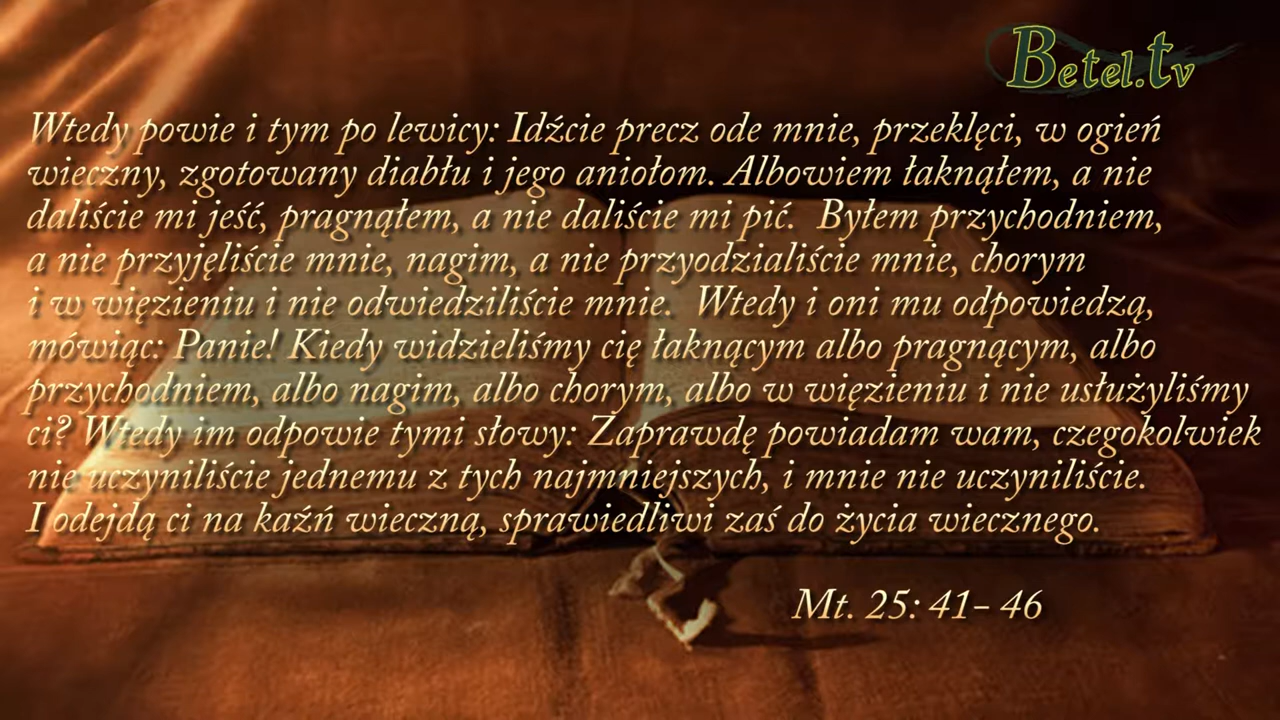 Betel.tv
Wtedy powie i tym po lewicy: Idźcie precz ode mnie, przeklęci, w ogień
wieczny, zgotowany diabłu i jego aniołom. Albowiem łaknąłem, a nie
daliście mi jeść, pragnąłem, a nie daliście mi pić. Byłem przychodniem,
a nie przyjęliście mnie, nagim, a nie przyodzialiście mnie, chorym
i w więzieniu i nie odwiedziliście mnie. Wtedy i oni mu odpowiedzą,
mówiąc: Panie! Kiedy widzieliśmy cię łaknącym albo pragnącym, albo
przychodniem, albo nagim, albo chorym, albo w więzieniu i nie usłużyliśmy
ci? Wtedy im odpowie tymi słowy: Zaprawdę powiadam wam, czegokolwiek
nie uczyniliście jednemu z tych najmniejszych, i mnie nie uczyniliście.
I odejdą ci na kaźń wieczną, sprawiedliwi zaś do życia wiecznego.
Mt. 25: 41- 46